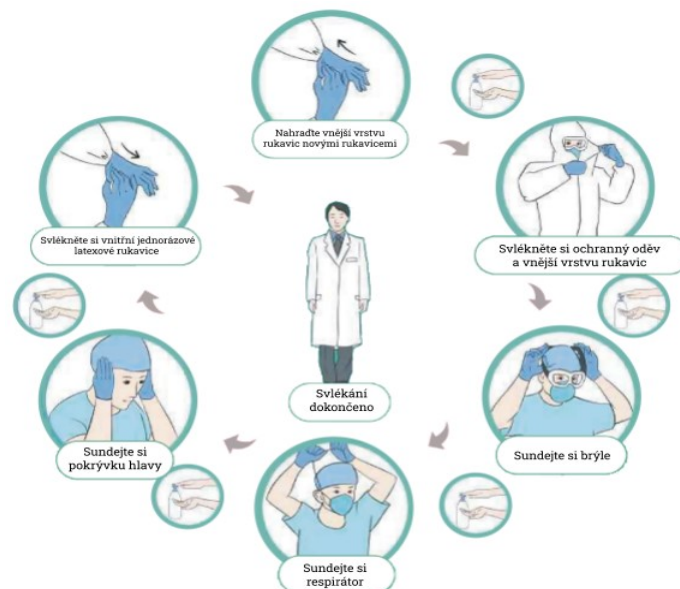 Nahraďte vnější vrstvu
rukavic novými rukavicemi
Svlékněte si ochranný oděv
a vnější vrstvu rukavic
Sundejte si brýle
Sundejte si
respirátor
Sundejte si
pokrývku hlavy
Svlékněte si vnitřní jednorázové
latexové rukavice
Svlékání
dokončeno